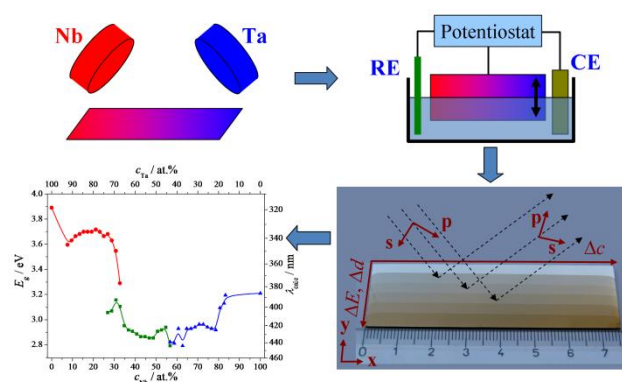 Nb
Ta
Potentiostat
RE
CE
c_Ta / at.%
100 90 80 70 60 50 40 30 20 10 0
4.0
3.8
3.6
3.4
3.2
3.0
2.8
E_g / eV
320
340
360
380
400
420
440
460
/ nm
0 10 20 30 40 50 60 70 80 90 100
/ at.%
s
p
p
s
Δc
ΔE, Δd
y
x
0 1 2 3 4 5 6 7